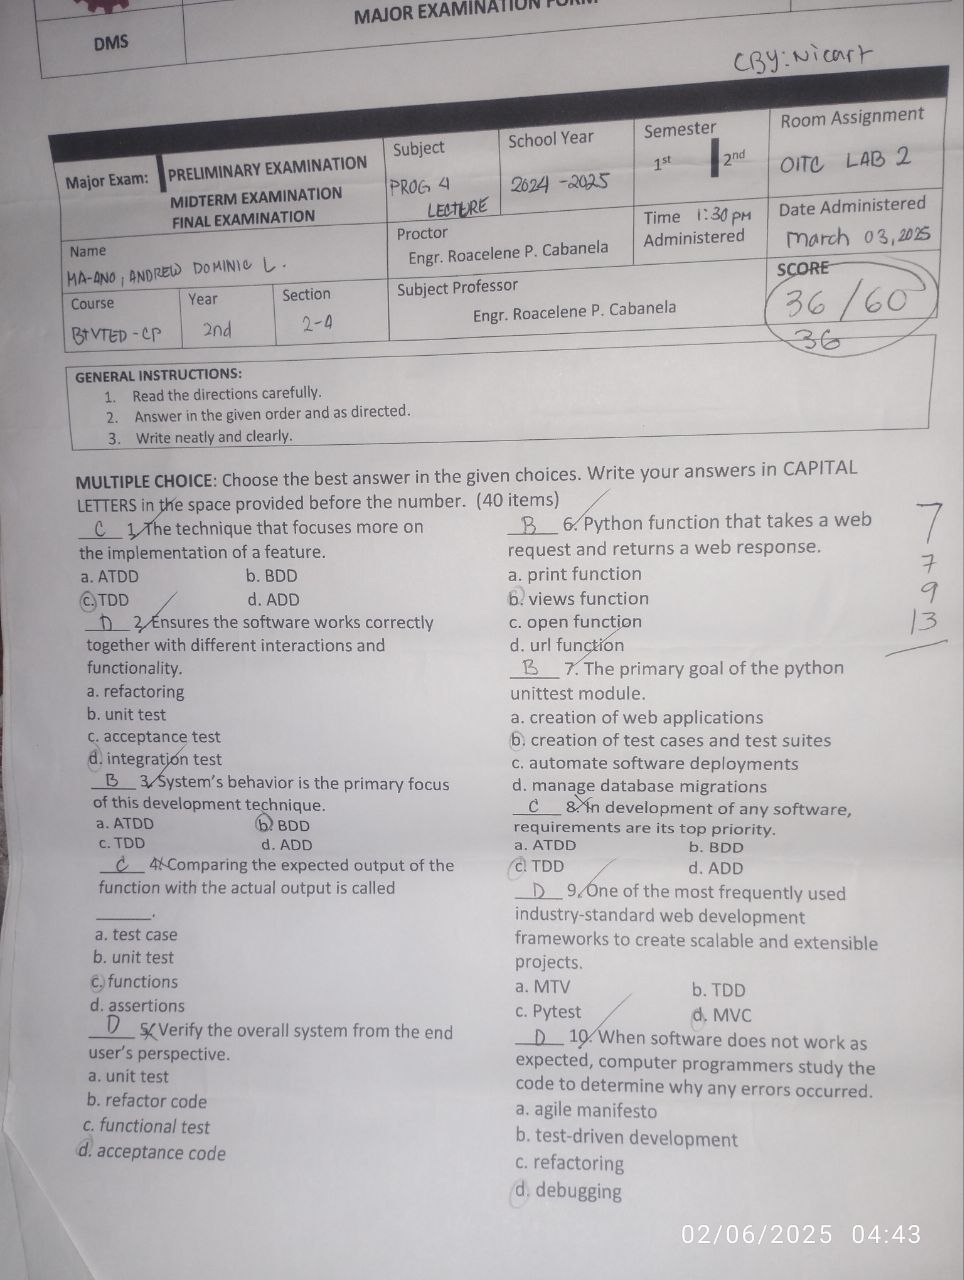 MAJOR EXAMINATION FORM
DMS
CBY: Nicart
Major Exam:
PRELIMINARY EXAMINATION
MIDTERM EXAMINATION
FINAL EXAMINATION
Subject
PROG 4
LECTURE
School Year
2024 - 2025
Semester
1st 2nd
Room Assignment
OITC LAB 2
Name
MA-ANO, ANDREW DOMINIC L.
Proctor
Engr. Roacelene P. Cabanela
Time 1:30 PM
Administered
Date Administered
March 03, 2025
Course
BTVTED - CP
Year
2nd
Section
2-4
Subject Professor
Engr. Roacelene P. Cabanela
SCORE
36/60
36
GENERAL INSTRUCTIONS:
1. Read the directions carefully.
2. Answer in the given order and as directed.
3. Write neatly and clearly.
MULTIPLE CHOICE: Choose the best answer in the given choices. Write your answers in CAPITAL
LETTERS in the space provided before the number. (40 items)
C 1. The technique that focuses more on
the implementation of a feature.
a. ATDD b. BDD
c. TDD d. ADD
D 2. Ensures the software works correctly
together with different interactions and
functionality.
a. refactoring
b. unit test
c. acceptance test
d. integration test
B 3. System's behavior is the primary focus
of this development technique.
a. ATDD b. BDD
c. TDD d. ADD
C 4. Comparing the expected output of the
function with the actual output is called
______.
a. test case
b. unit test
c. functions
d. assertions
D 5. Verify the overall system from the end
user's perspective.
a. unit test
b. refactor code
c. functional test
d. acceptance code
B 6. Python function that takes a web
request and returns a web response.
a. print function
b. views function
c. open function
d. url function
B 7. The primary goal of the python
unittest module.
a. creation of web applications
b. creation of test cases and test suites
c. automate software deployments
d. manage database migrations
C 8. In development of any software,
requirements are its top priority.
a. ATDD b. BDD
c. TDD d. ADD
D 9. One of the most frequently used
industry-standard web development
frameworks to create scalable and extensible
projects.
a. MTV b. TDD
c. Pytest d. MVC
D 10. When software does not work as
expected, computer programmers study the
code to determine why any errors occurred.
a. agile manifesto
b. test-driven development
c. refactoring
d. debugging
7
7
9
13
02/06/2025 04:43